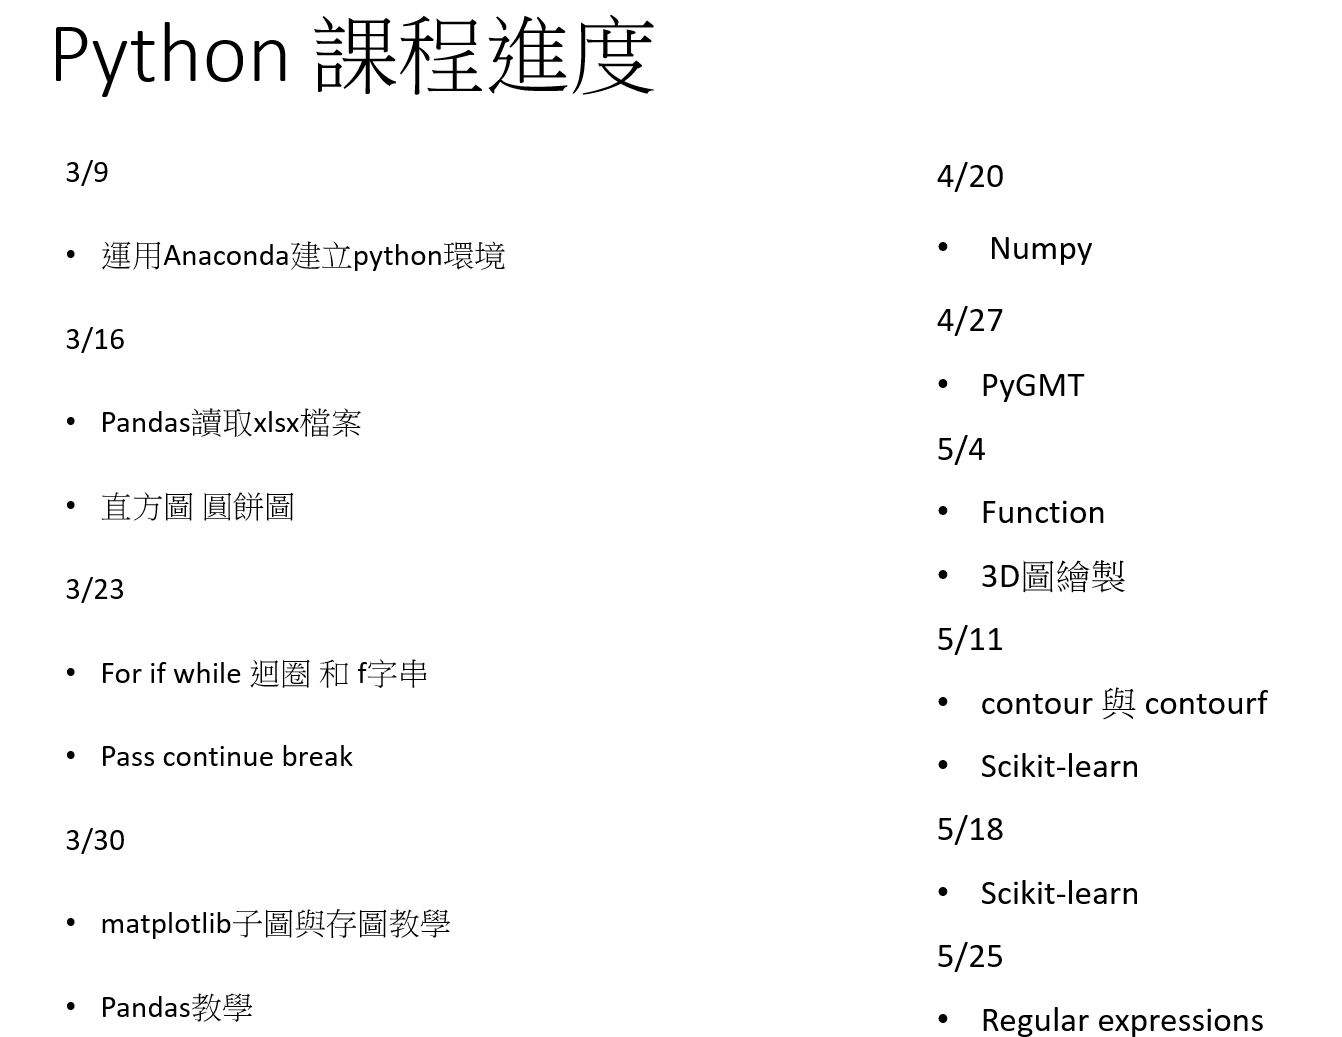 Python 課程進度
3/9
• 運用Anaconda建立python環境
3/16
• Pandas讀取xlsx檔案
• 直方圖 圓餅圖
3/23
• For if while 迴圈 和 f字串
• Pass continue break
3/30
• matplotlib子圖與存圖教學
• Pandas教學
4/20
• Numpy
4/27
• PyGMT
5/4
• Function
• 3D圖繪製
5/11
• contour 與 contourf
• Scikit-learn
5/18
• Scikit-learn
5/25
• Regular expressions